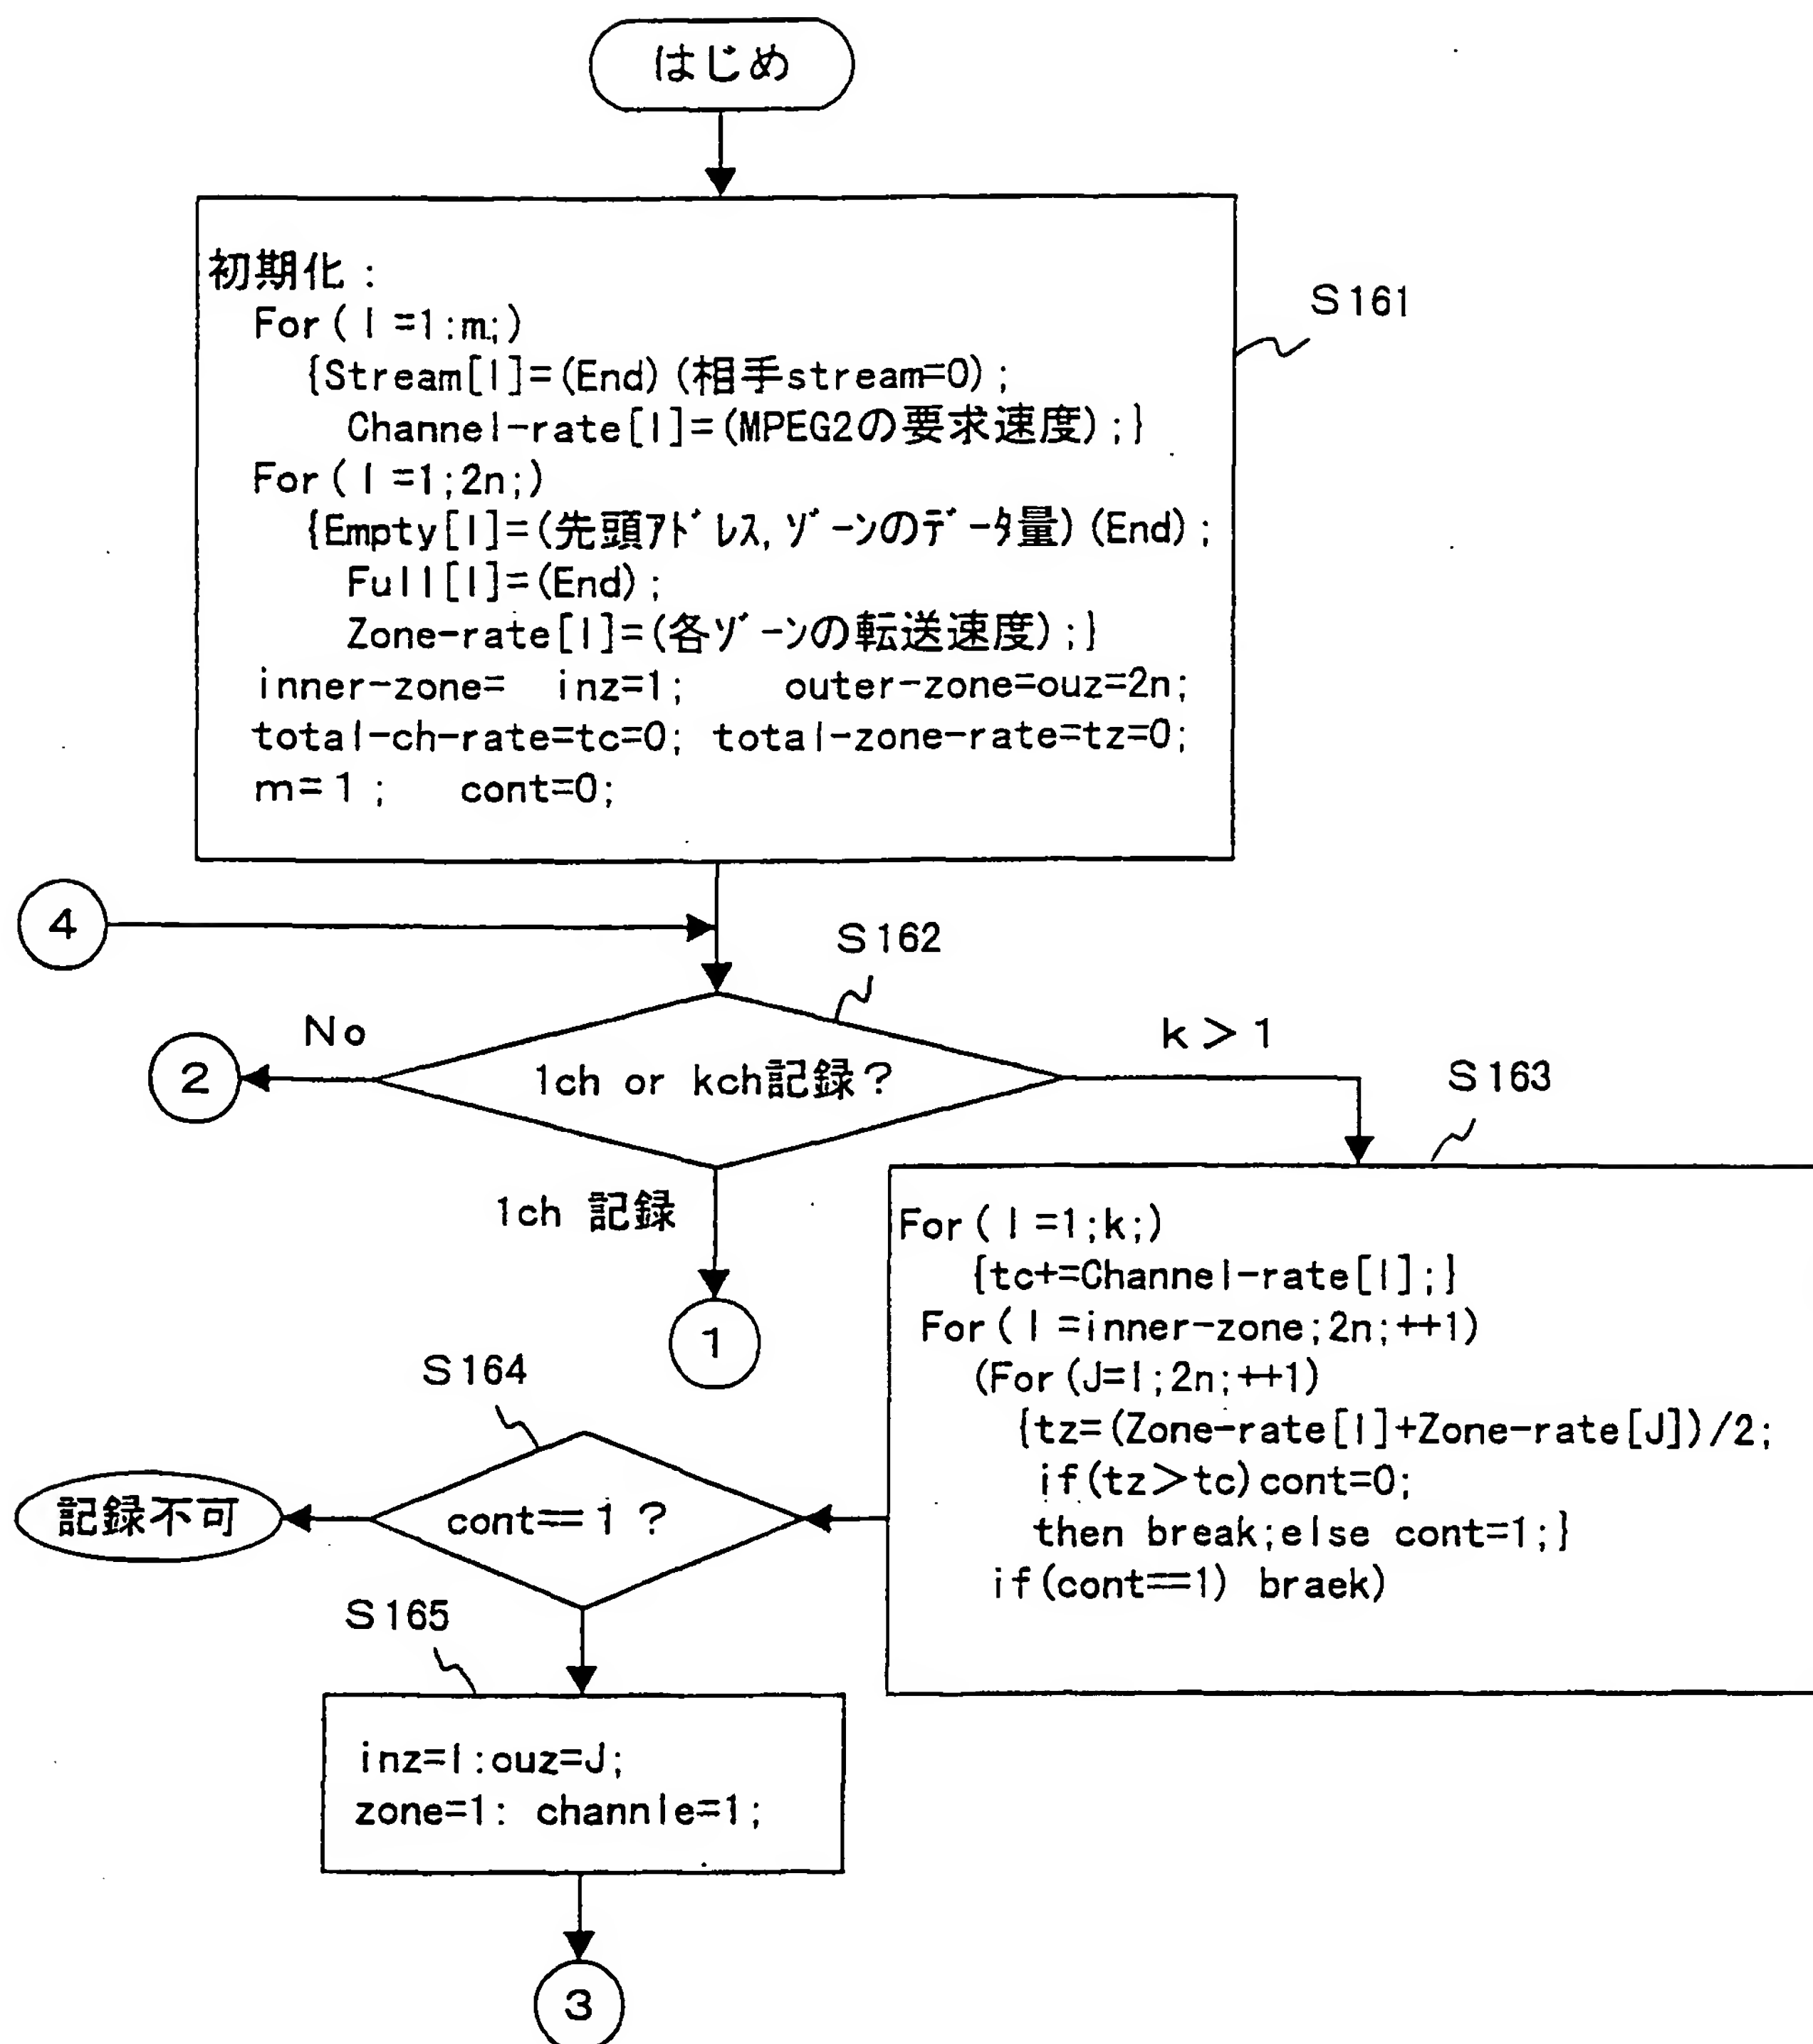 はじめ
初期化:
For(I=1:m;)
{Stream[I]=(End)(相手stream=0);
Channel-rate[I]=(MPEG2の要求速度);}
For(I=1;2n;)
{Empty[I]=(先頭ｱﾄﾞﾚｽ,ｿﾞｰﾝのﾃﾞｰﾀ量)(End);
Full[I]=(End);
Zone-rate[I]=(各ｿﾞｰﾝの転送速度);}
inner-zone= inz=1; outer-zone=ouz=2n;
total-ch-rate=tc=0; total-zone-rate=tz=0;
m=1; cont=0;
S161
4
S162
No
2
1ch or kch記録?
k>1
S163
1ch 記録
1
For(I=1;k;)
{tc+=Channel-rate[I];}
For(I=inner-zone;2n;++1)
(For(J=I;2n;++1)
{tz=(Zone-rate[I]+Zone-rate[J])/2;
if(tz>tc)cont=0;
then break;else cont=1;}
if(cont==1) braek)
S164
cont==1?
記録不可
S165
inz=I:ouz=J;
zone=1: channle=1;
3